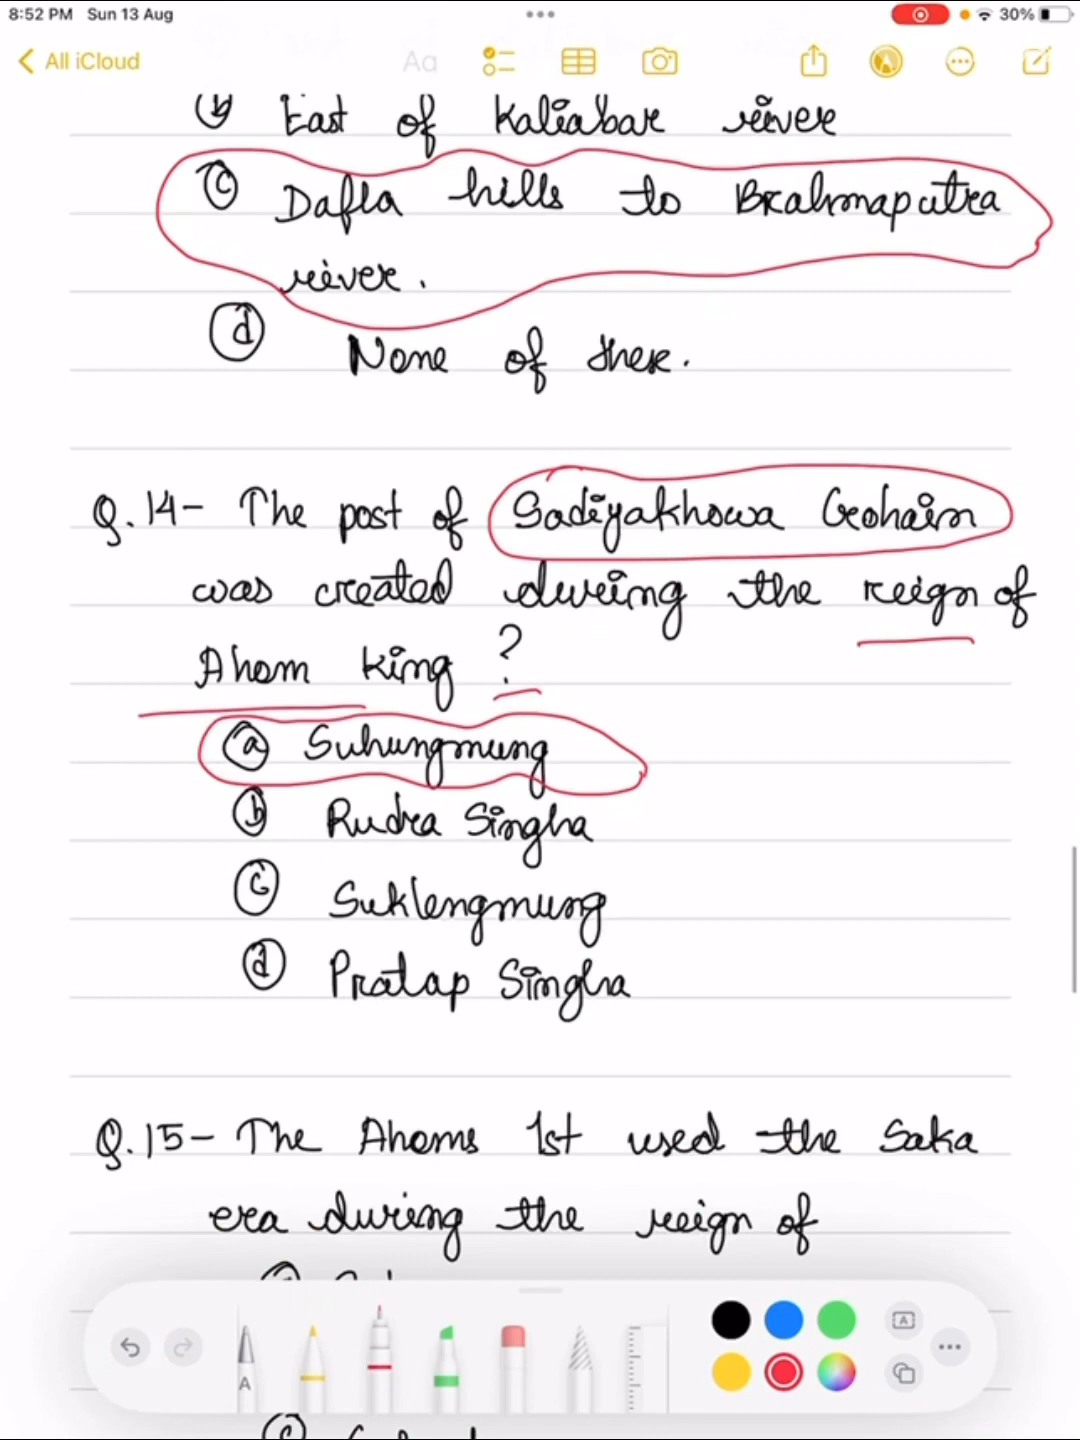 8:52 PM Sun 13 Aug
30%
All iCloud
Aa
(b) East of Kaliabar river
(c) Dafla hills to Brahmaputra
river.
(d) None of these.
Q.14- The post of Sadiyakhowa Gohain
was created during the reign of
Ahom king ?
(a) Suhungmung
(b) Rudra Singha
(c) Suklengmung
(d) Pratap Singha
Q.15- The Ahoms 1st used the Saka
era during the reign of
A
A